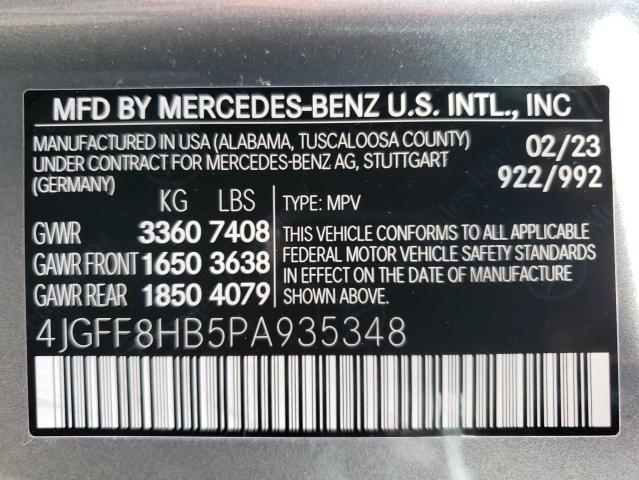 MFD BY MERCEDES-BENZ U.S. INTL., INC
MANUFACTURED IN USA (ALABAMA, TUSCALOOSA COUNTY)
UNDER CONTRACT FOR MERCEDES-BENZ AG, STUTTGART
(GERMANY)
02/23
922/992
KG LBS
GWR 3360 7408
GAWR FRONT 1650 3638
GAWR REAR 1850 4079
TYPE: MPV
THIS VEHICLE CONFORMS TO ALL APPLICABLE
FEDERAL MOTOR VEHICLE SAFETY STANDARDS
IN EFFECT ON THE DATE OF MANUFACTURE
4JGFF8HB5PA935348